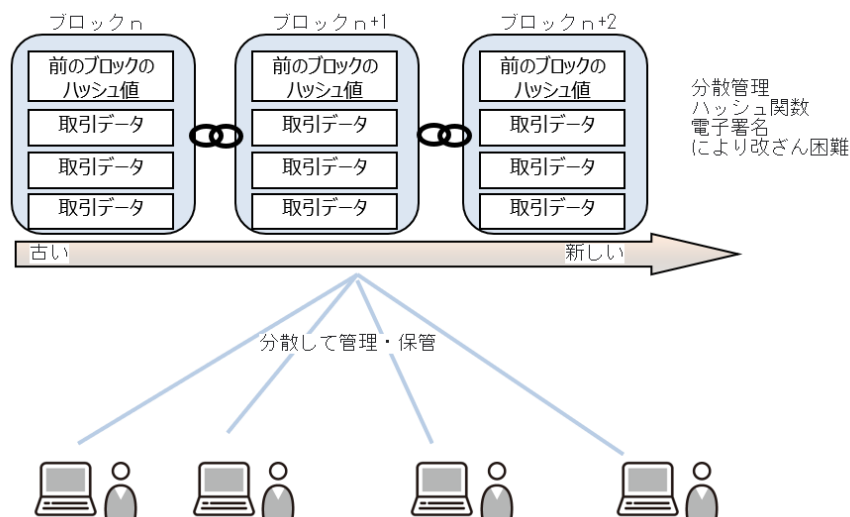 ブロックｎ
ブロックｎ+1
ブロックｎ+2
前のブロックの
ハッシュ値
取引データ
取引データ
取引データ
前のブロックの
ハッシュ値
取引データ
取引データ
取引データ
前のブロックの
ハッシュ値
取引データ
取引データ
取引データ
分散管理
ハッシュ関数
電子署名
により改ざん困難
古い
新しい
分散して管理・保管